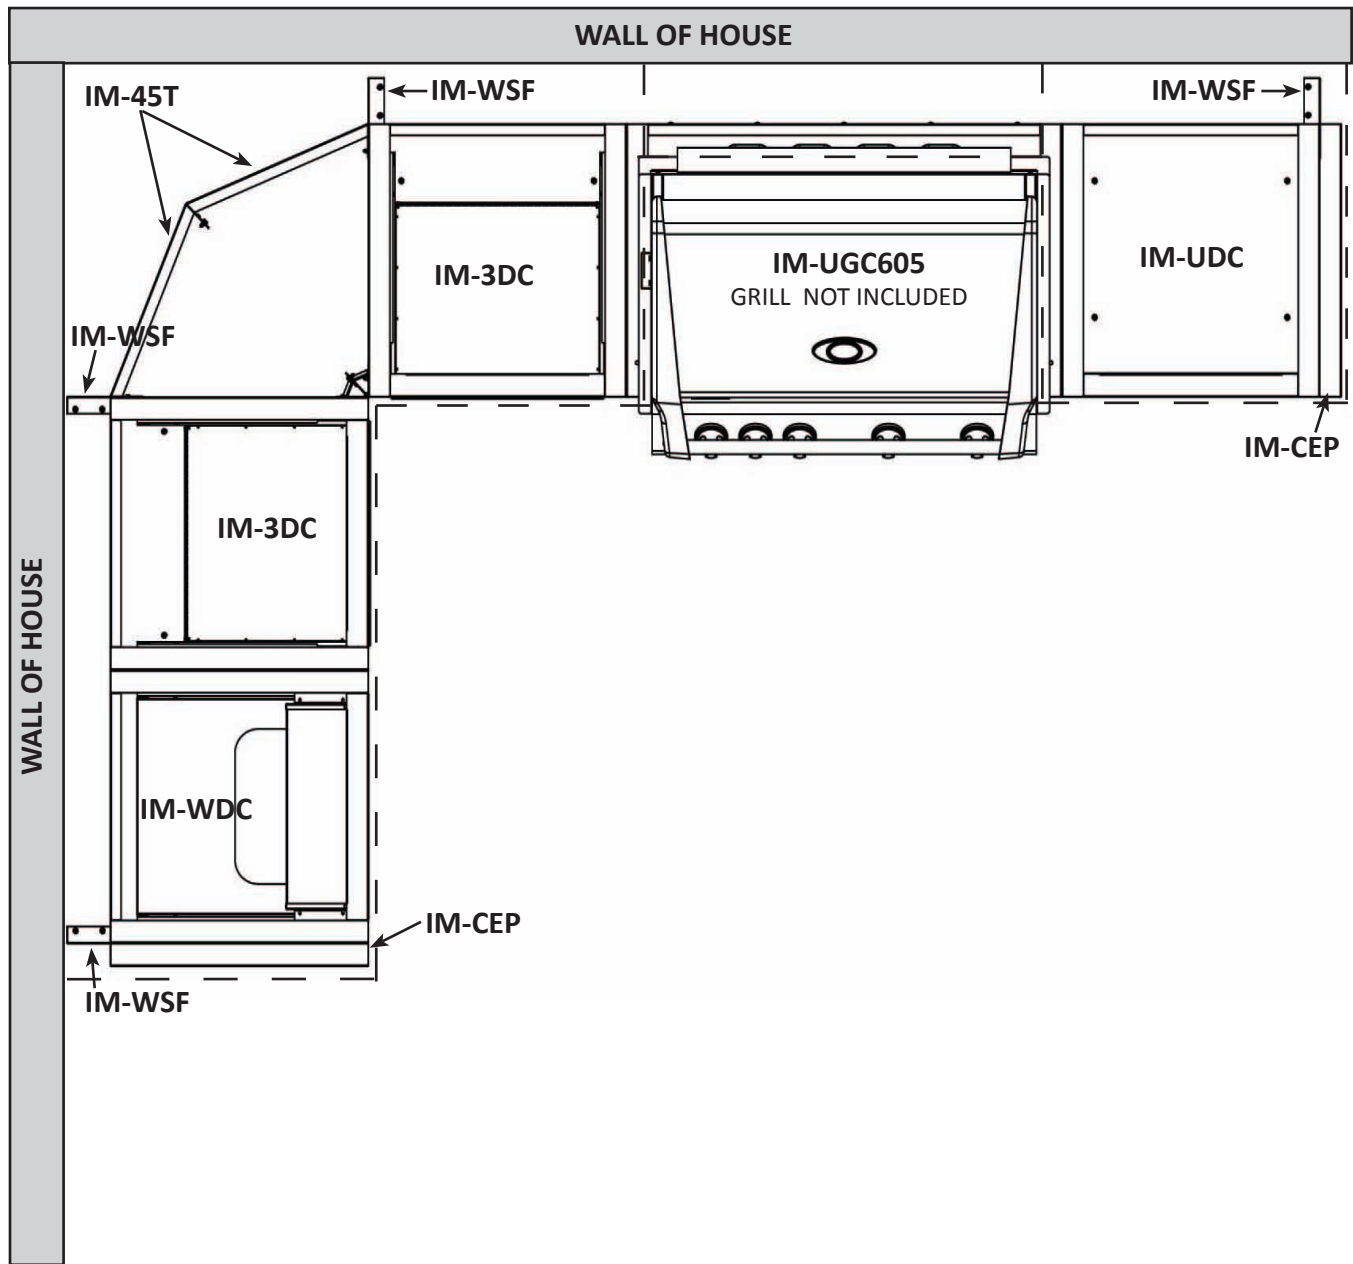 WALL OF HOUSE
IM-45T
IM-WSF
IM-WSF
IM-3DC
IM-UGC605
GRILL NOT INCLUDED
IM-UDC
IM-WSF
IM-CEP
IM-3DC
WALL OF HOUSE
IM-WDC
IM-CEP
IM-WSF